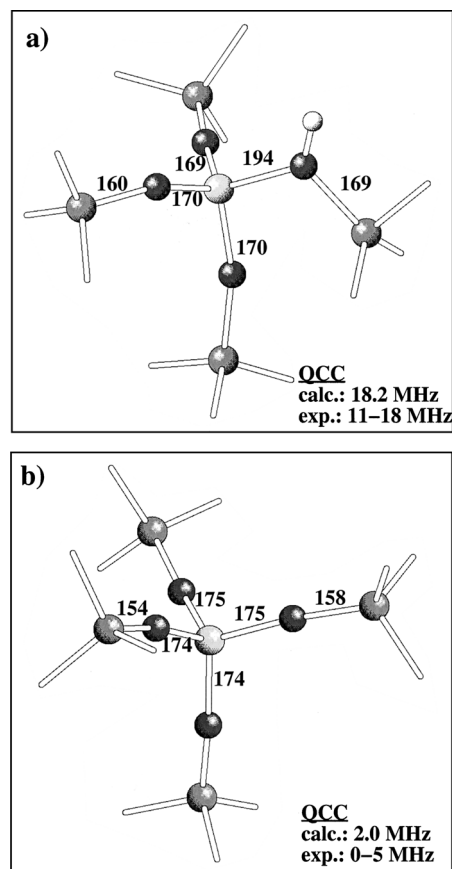 a)
169
194
160
170
169
170
QCC
calc.: 18.2 MHz
exp.: 11–18 MHz
b)
154
175
175
158
174
174
QCC
calc.: 2.0 MHz
exp.: 0–5 MHz